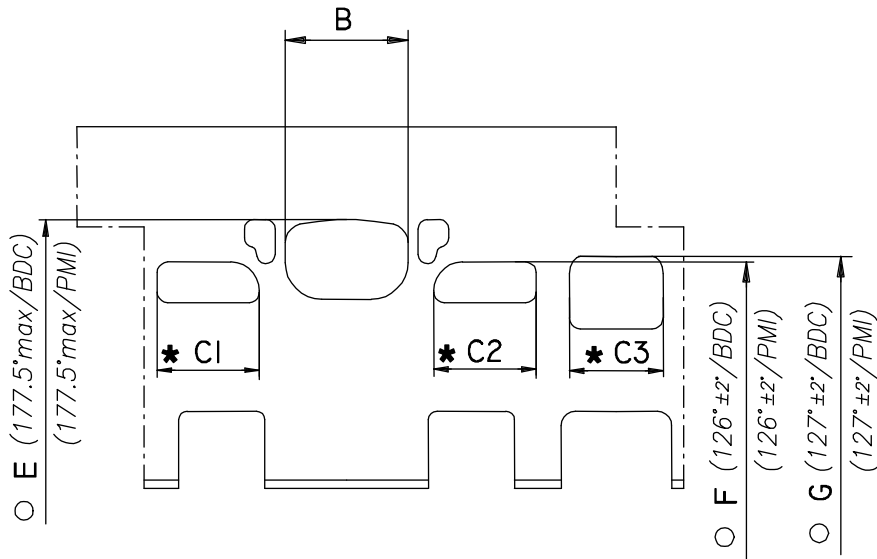 B
E (177.5°max/BDC)
(177.5°max/PMI)
* C1
* C2
* C3
F (126°±2°/BDC)
(126°±2°/PMI)
G (127°±2°/BDC)
(127°±2°/PMI)